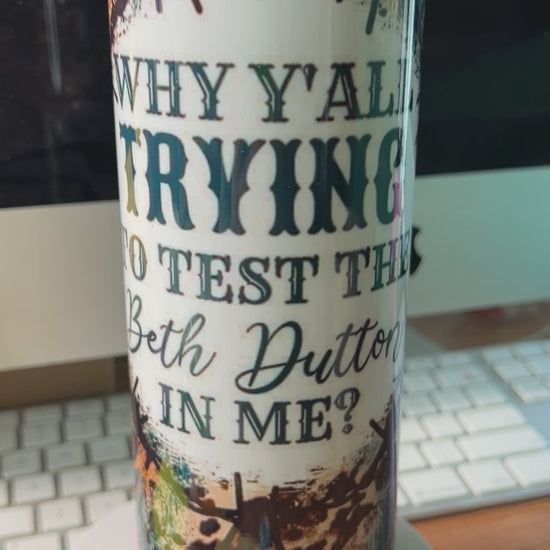 WHY Y'ALL
TRYING
TO TEST THE
Beth Dutton
IN ME?